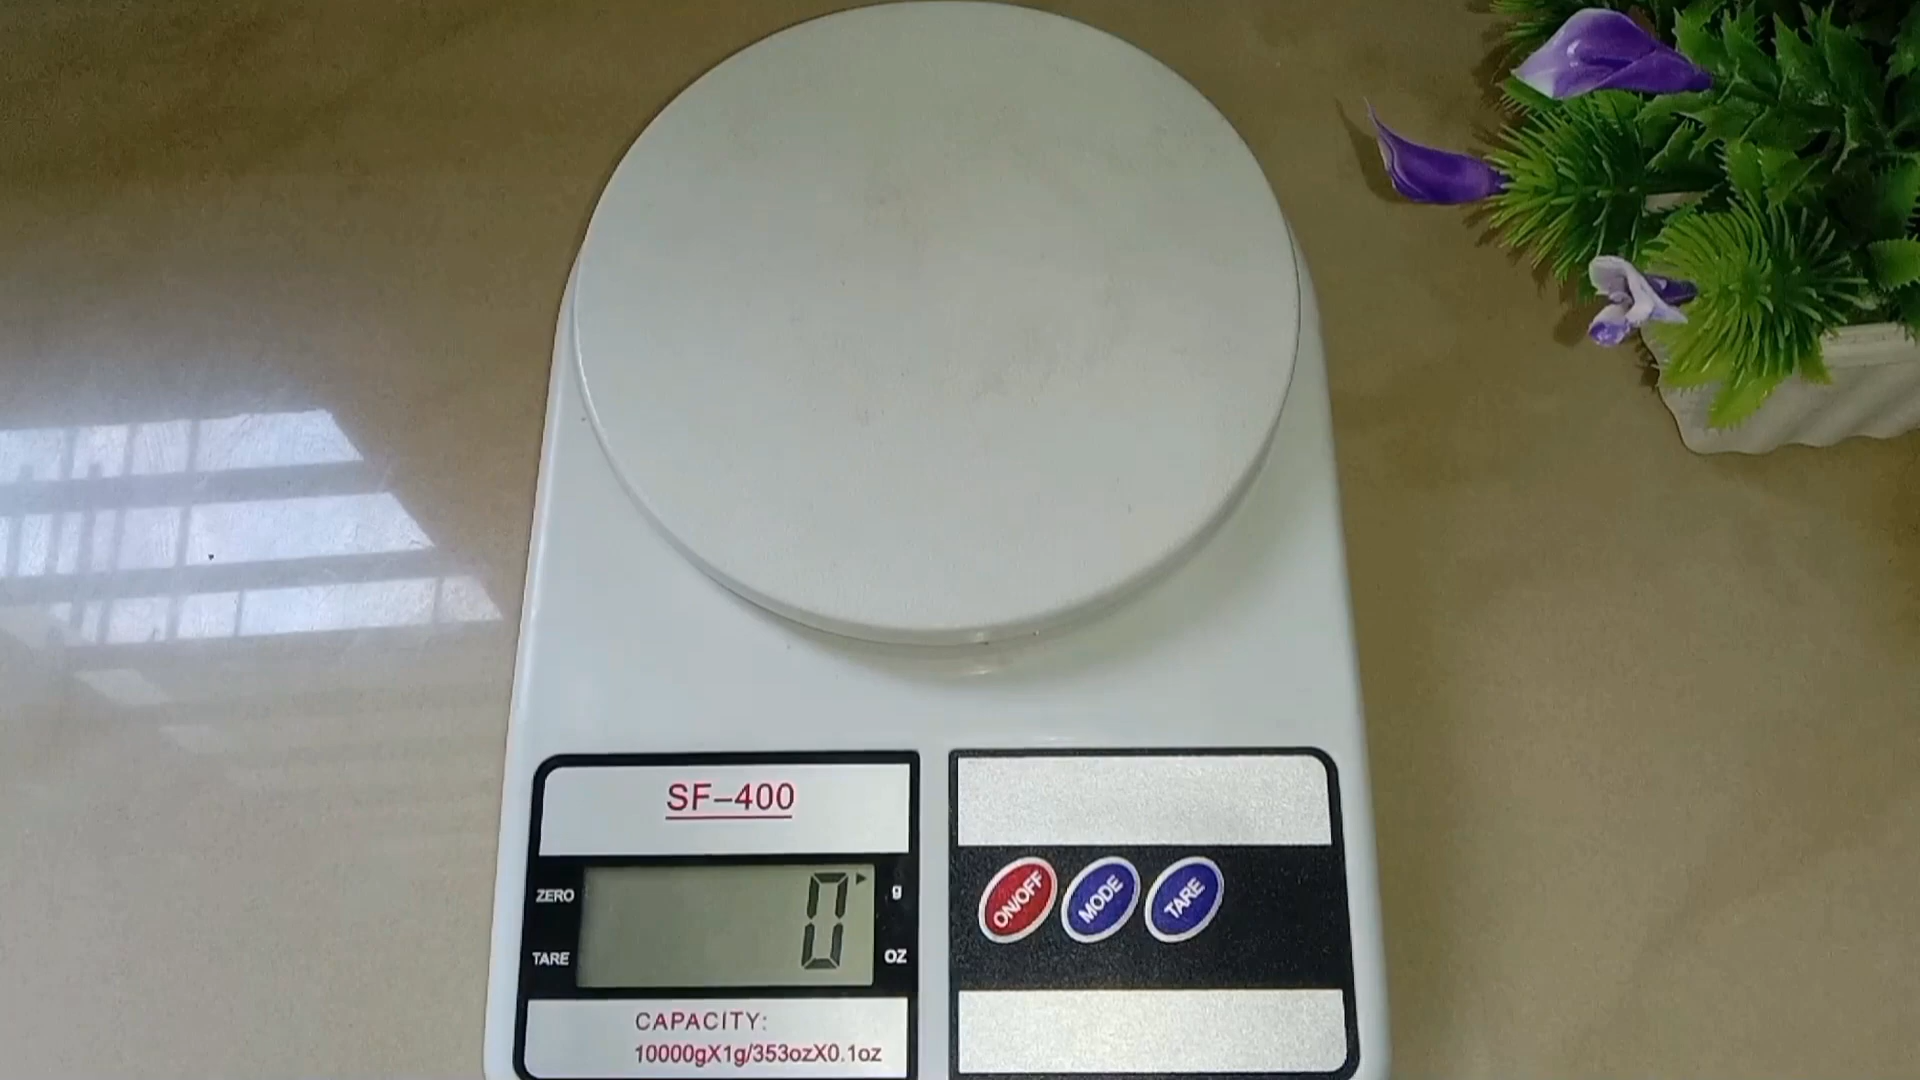 SF-400
ZERO
0
g
TARE
OZ
CAPACITY:
10000gX1g/353ozX0.1oz
ON/OFF
MODE
TARE